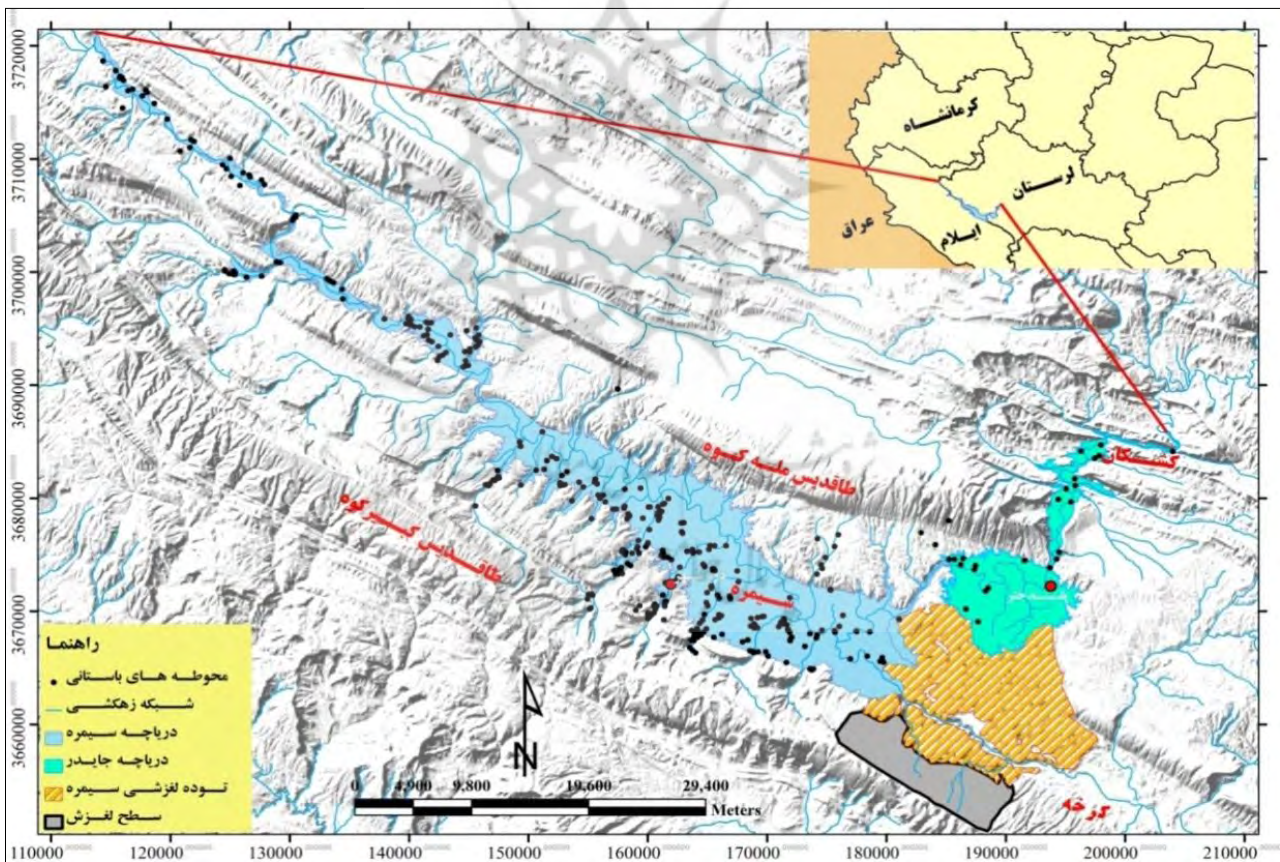 3720000
3710000
3700000
3690000
3680000
3670000
3660000
کرمانشاه
لرستان
ایلام
عراق
کشکان
طاقدیس مله کوه
طاقدیس کبیرکوه
سیمره
کرخه
راهنما
محوطه های باستانی
شبکه زهکشی
دریاچه سیمره
دریاچه جایدر
توده لغزشی سیمره
سطح لغزش
N
0 4,900 9,800 19,600 29,400
Meters
110000 120000 130000 140000 150000 160000 170000 180000 190000 200000 210000